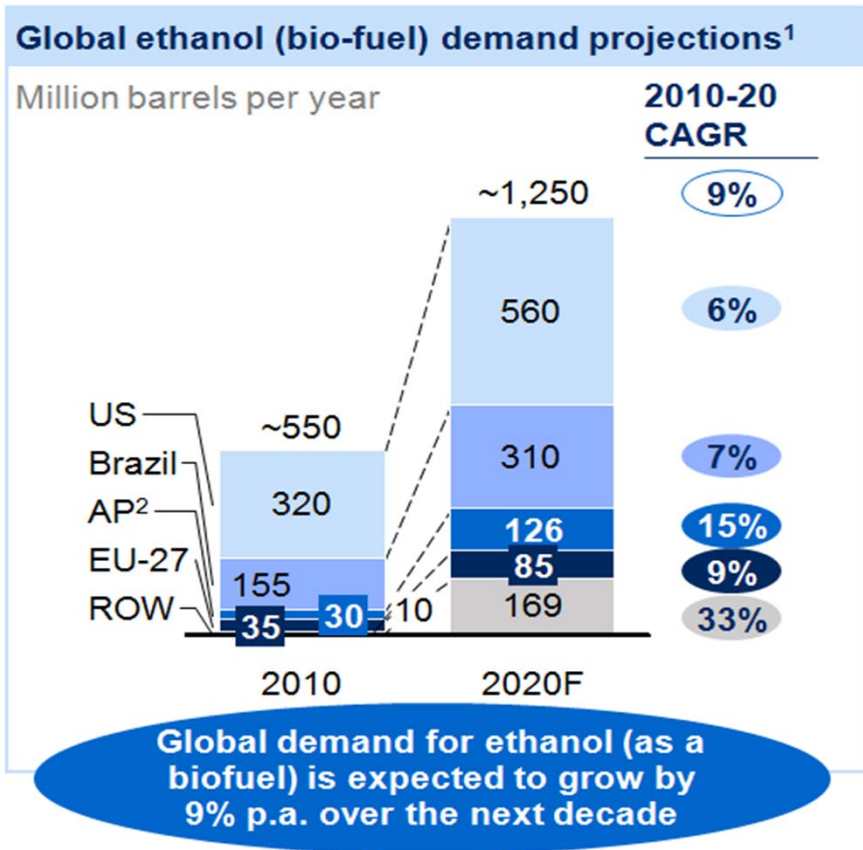 Global ethanol (bio-fuel) demand projections¹
Million barrels per year
2010-20
CAGR
~1,250
9%
560
6%
US
~550
Brazil
310
7%
AP²
320
126
15%
EU-27
155
85
9%
ROW
35
30
10
169
33%
2010
2020F
Global demand for ethanol (as a
biofuel) is expected to grow by
9% p.a. over the next decade